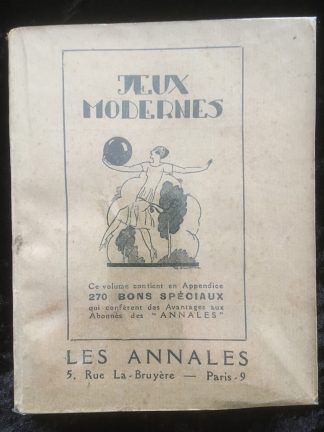 JEUX
MODERNES
Ce volume contient en Appendice
270 BONS SPÉCIAUX
qui confèrent des Avantages aux
Abonnés des "ANNALES"
LES ANNALES
5, Rue La-Bruyère — Paris-9